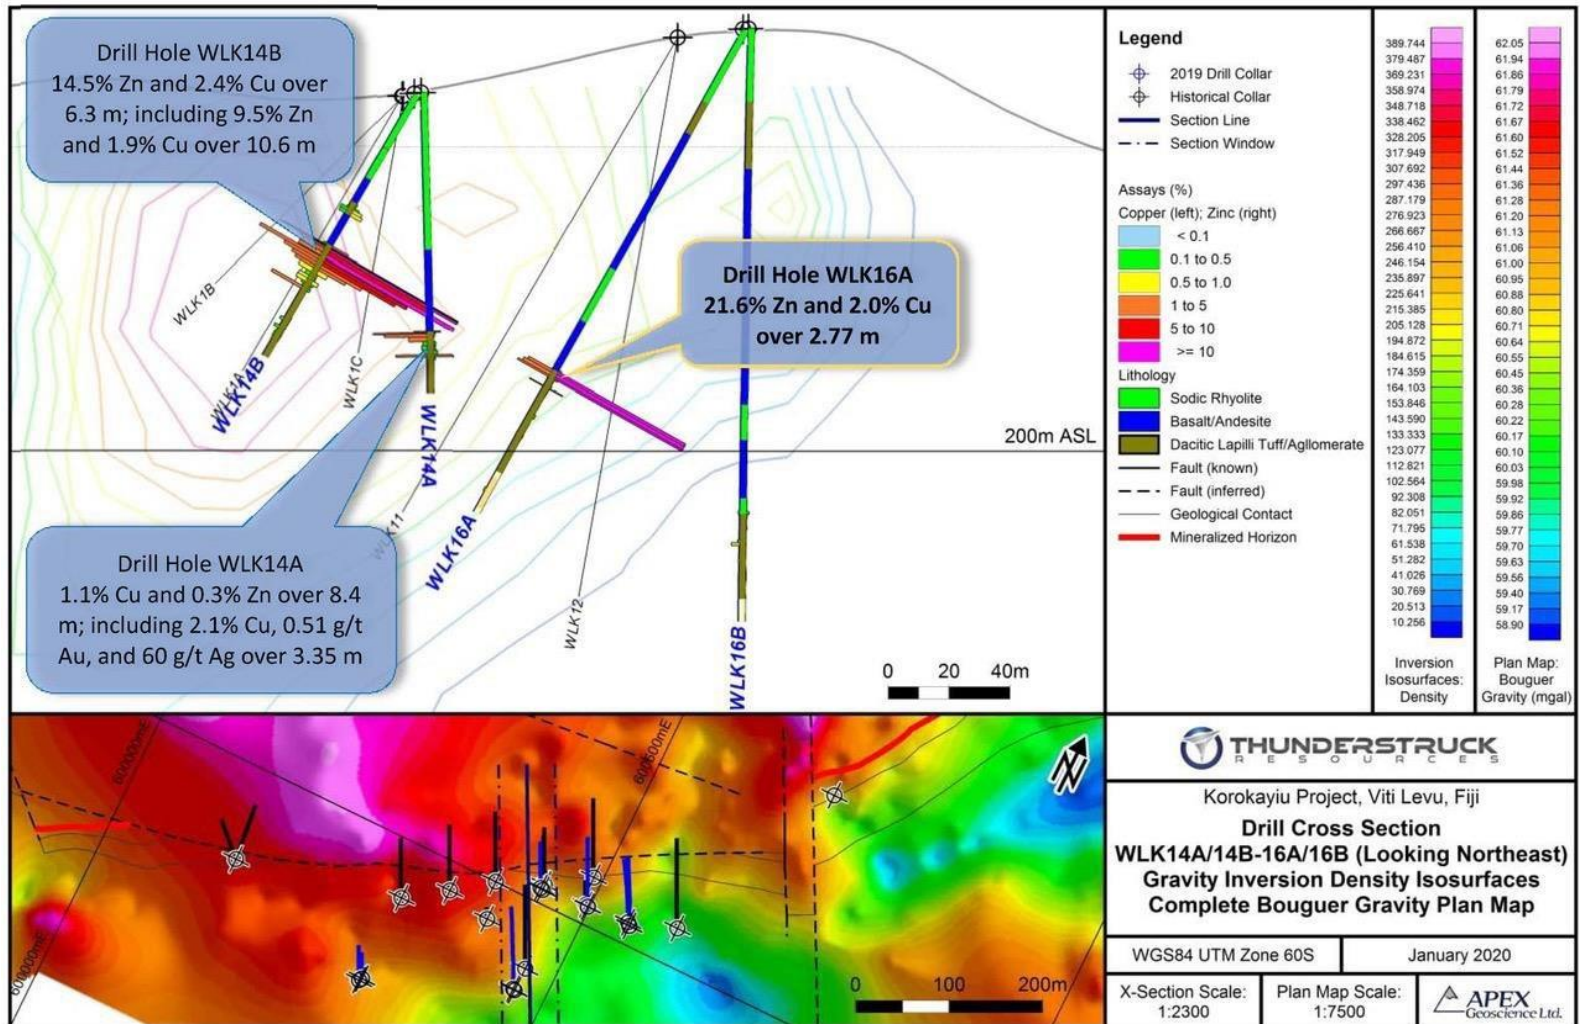 Drill Hole WLK14B
14.5% Zn and 2.4% Cu over
6.3 m; including 9.5% Zn
and 1.9% Cu over 10.6 m
Drill Hole WLK16A
21.6% Zn and 2.0% Cu
over 2.77 m
Drill Hole WLK14A
1.1% Cu and 0.3% Zn over 8.4
m; including 2.1% Cu, 0.51 g/t
Au, and 60 g/t Ag over 3.35 m
WLK1B
WLK1A
WLK14B
WLK1C
WLK14A
WLK11
WLK16A
WLK12
WLK16B
200m ASL
0 20 40m
Legend
2019 Drill Collar
Historical Collar
Section Line
Section Window
Assays (%)
Copper (left); Zinc (right)
< 0.1
0.1 to 0.5
0.5 to 1.0
1 to 5
5 to 10
>= 10
Lithology
Sodic Rhyolite
Basalt/Andesite
Dacitic Lapilli Tuff/Agllomerate
Fault (known)
Fault (inferred)
Geological Contact
Mineralized Horizon
389.744
379.487
369.231
358.974
348.718
338.462
328.205
317.949
307.692
297.436
287.179
276.923
266.667
256.410
246.154
235.897
225.641
215.385
205.128
194.872
184.615
174.359
164.103
153.846
143.590
133.333
123.077
112.821
102.564
92.308
82.051
71.795
61.538
51.282
41.026
30.769
20.513
10.256
Inversion
Isosurfaces:
Density
62.05
61.94
61.86
61.79
61.72
61.67
61.60
61.52
61.44
61.36
61.28
61.20
61.13
61.06
61.00
60.95
60.88
60.80
60.71
60.64
60.55
60.45
60.36
60.28
60.22
60.17
60.10
60.03
59.98
59.92
59.86
59.77
59.70
59.63
59.56
59.40
59.17
58.90
Plan Map:
Bouguer
Gravity (mgal)
600000mE
600600mE
N
0 100 200m
THUNDERSTRUCK
RESOURCES
Korokayiu Project, Viti Levu, Fiji
Drill Cross Section
WLK14A/14B-16A/16B (Looking Northeast)
Gravity Inversion Density Isosurfaces
Complete Bouguer Gravity Plan Map
WGS84 UTM Zone 60S
January 2020
X-Section Scale:
1:2300
Plan Map Scale:
1:7500
APEX
Geoscience Ltd.